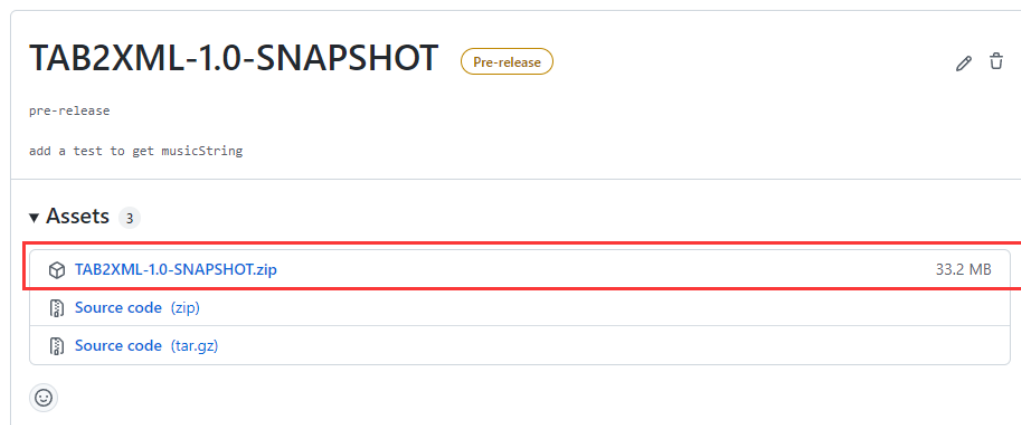 TAB2XML-1.0-SNAPSHOT Pre-release
pre-release
add a test to get musicString
Assets 3
TAB2XML-1.0-SNAPSHOT.zip 33.2 MB
Source code (zip)
Source code (tar.gz)